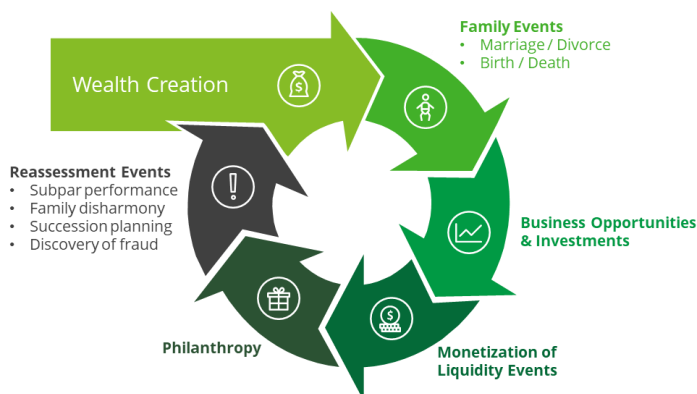 Wealth Creation
Family Events
• Marriage / Divorce
• Birth / Death
Business Opportunities
& Investments
Monetization of
Liquidity Events
Philanthropy
Reassessment Events
• Subpar performance
• Family disharmony
• Succession planning
• Discovery of fraud
$
$